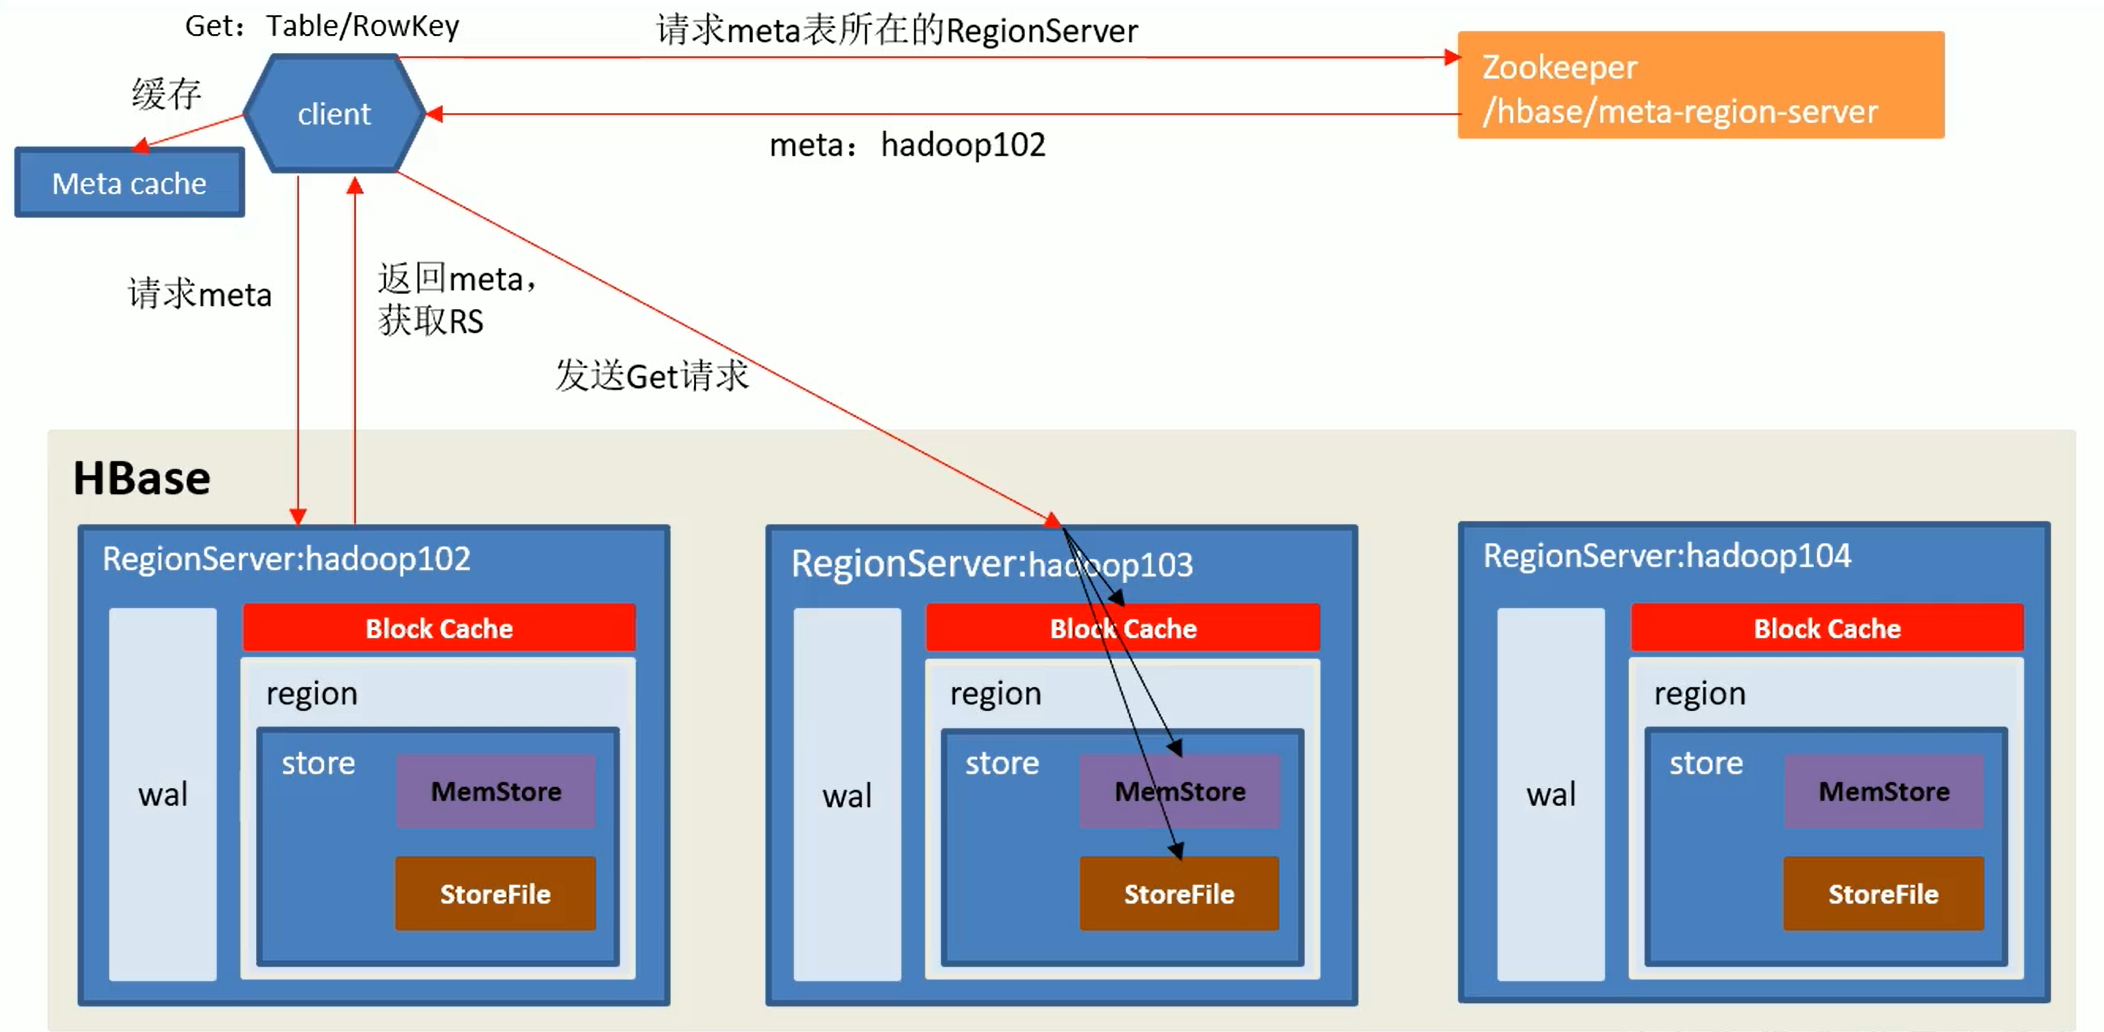 Get：Table/RowKey
请求meta表所在的RegionServer
Zookeeper
/hbase/meta-region-server
缓存
client
meta：hadoop102
Meta cache
请求meta
返回meta，
获取RS
发送Get请求
HBase
RegionServer:hadoop102
Block Cache
region
store
wal
MemStore
StoreFile
RegionServer:hadoop103
Block Cache
region
store
wal
MemStore
StoreFile
RegionServer:hadoop104
Block Cache
region
store
wal
MemStore
StoreFile